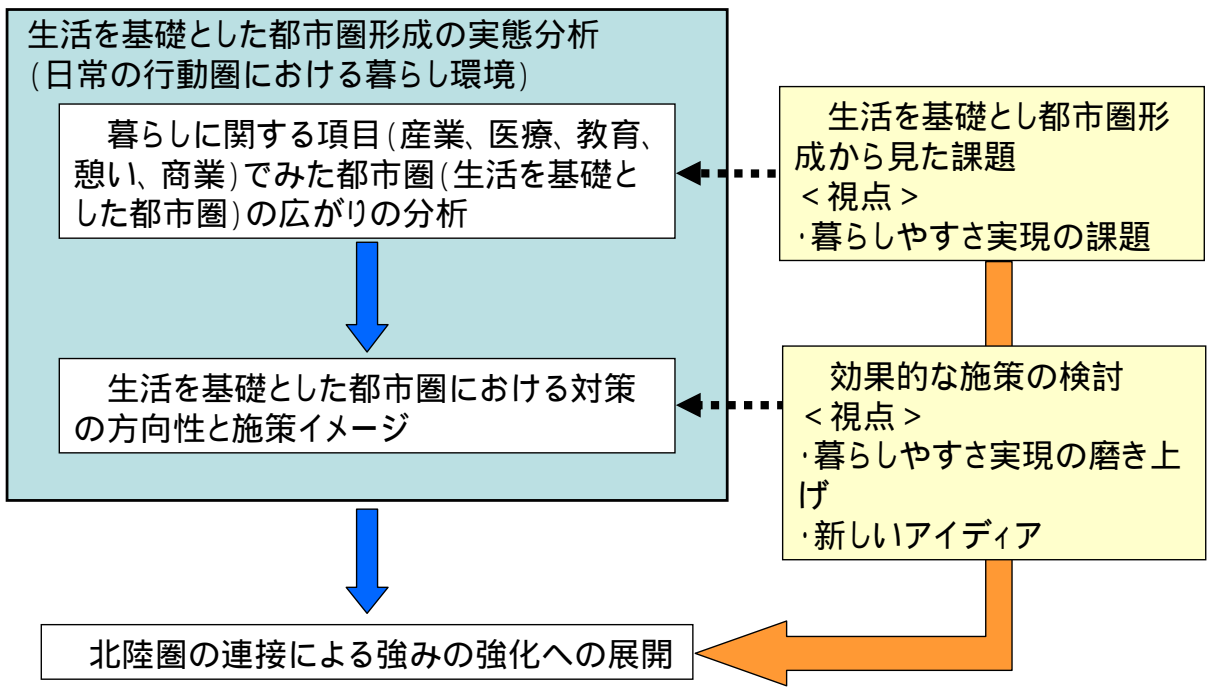 生活を基礎とした都市圏形成の実態分析
(日常の行動圏における暮らし環境)
暮らしに関する項目(産業、医療、教育、
憩い、商業)でみた都市圏(生活を基礎と
した都市圏)の広がりの分析
生活を基礎とした都市圏における対策
の方向性と施策イメージ
生活を基礎とし都市圏形
成から見た課題
<視点>
・暮らしやすさ実現の課題
効果的な施策の検討
<視点>
・暮らしやすさ実現の磨き上
げ
・新しいアイディア
北陸圏の連接による強みの強化への展開